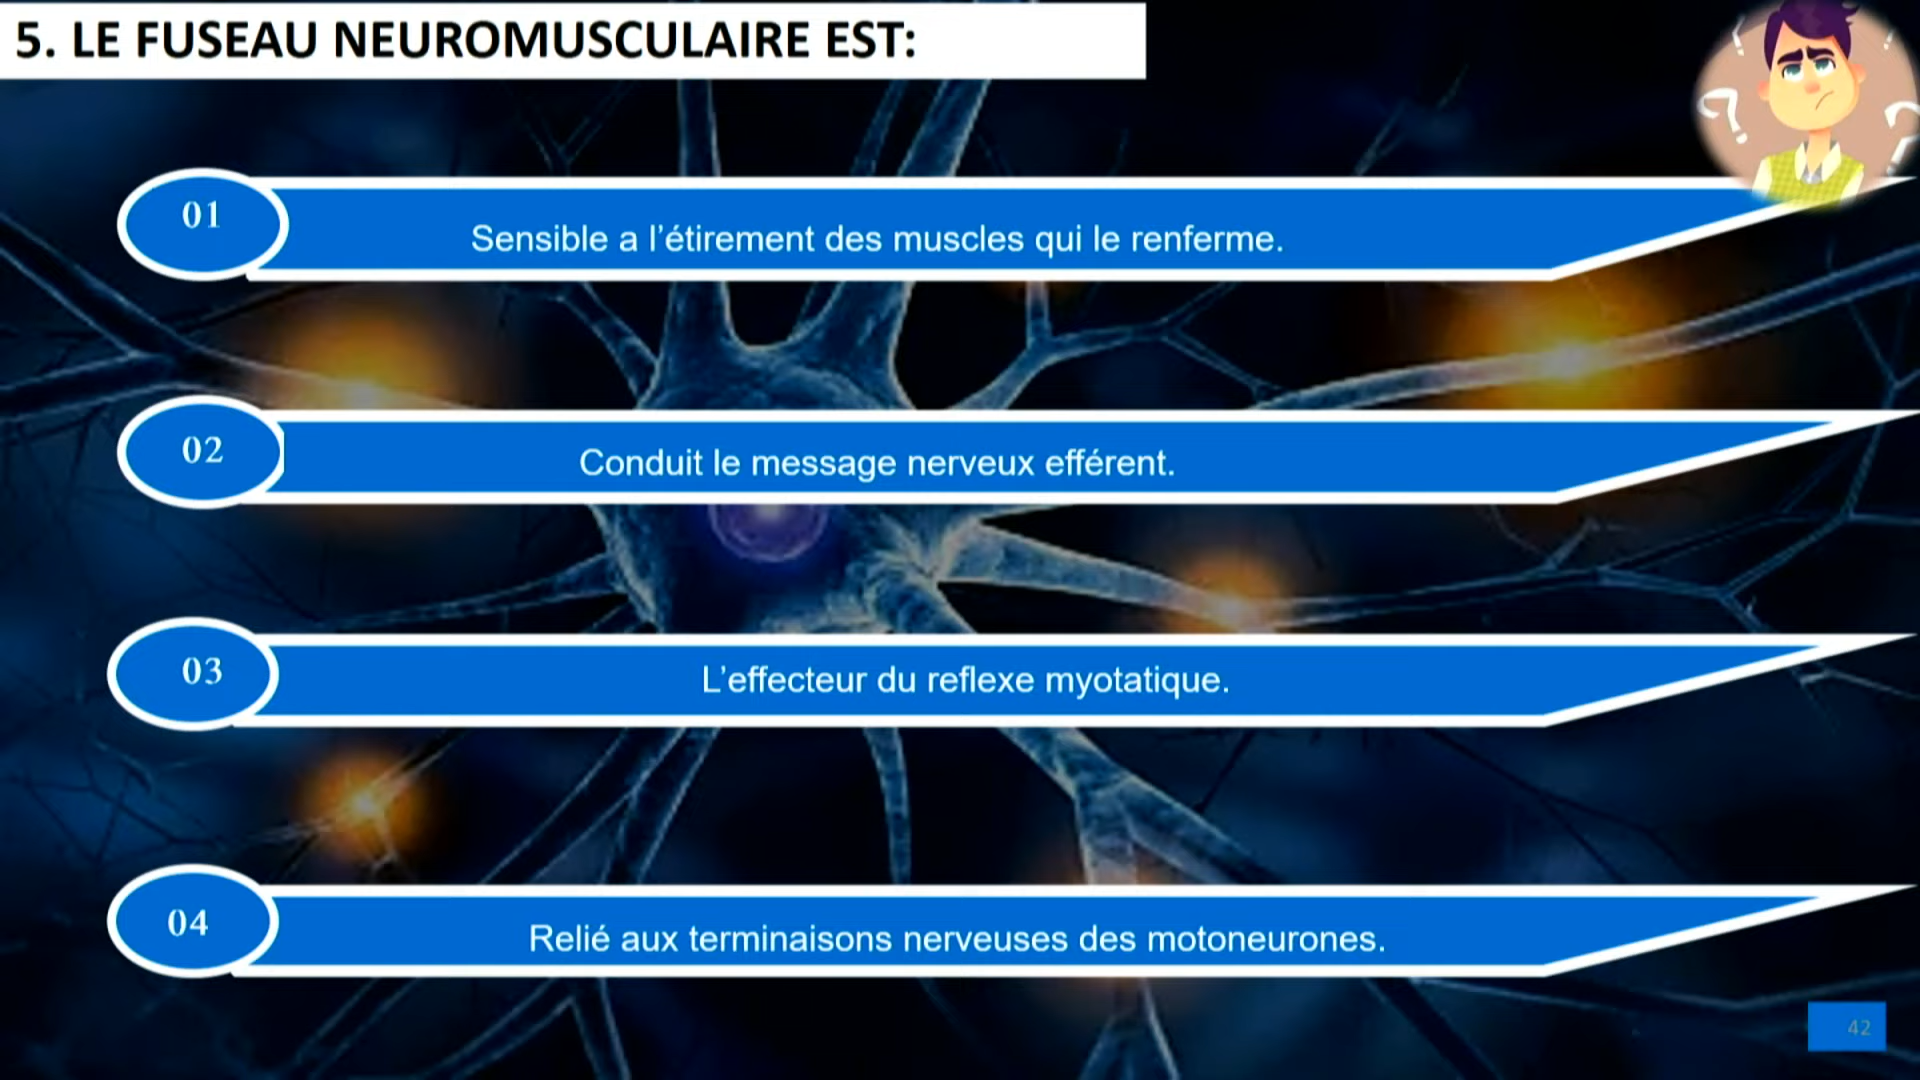 5. LE FUSEAU NEUROMUSCULAIRE EST:
01
Sensible a l’étirement des muscles qui le renferme.
02
Conduit le message nerveux efférent.
03
L’effecteur du reflexe myotatique.
04
Relié aux terminaisons nerveuses des motoneurones.
42